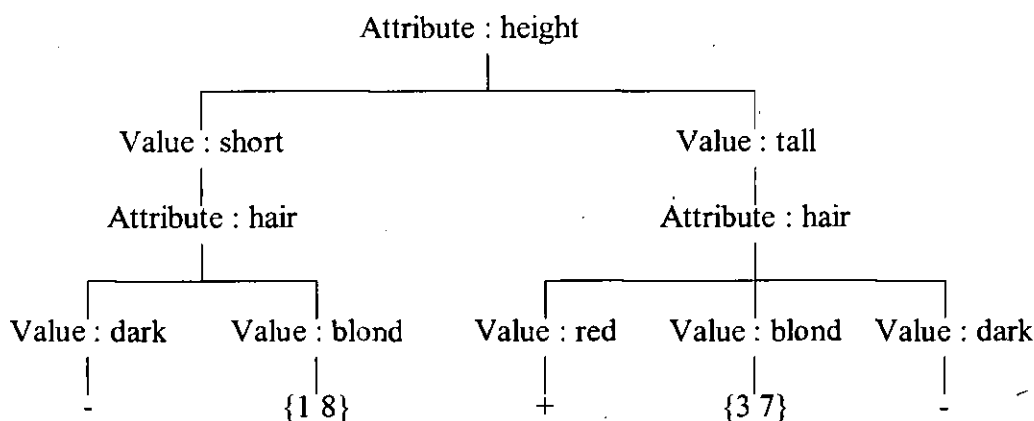 Attribute : height
Value : short Value : tall
Attribute : hair Attribute : hair
Value : dark Value : blond Value : red Value : blond Value : dark
- {1 8} + {3 7} -